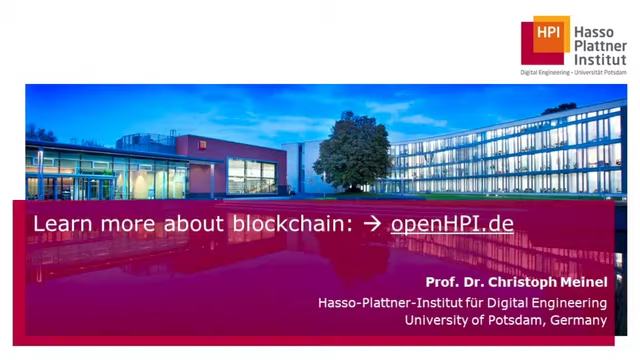 HPI
Hasso
Plattner
Institut
Digital Engineering • Universität Potsdam
Learn more about blockchain: → openHPI.de
Prof. Dr. Christoph Meinel
Hasso-Plattner-Institut für Digital Engineering
University of Potsdam, Germany